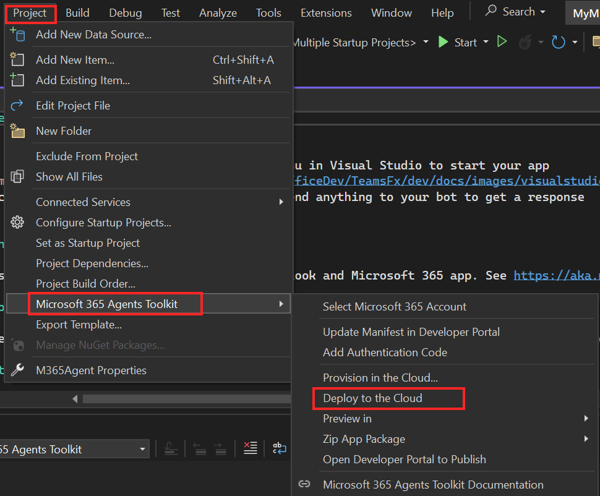 Project Build Debug Test Analyze Tools Extensions Window Help Search MyM
Add New Data Source...
Multiple Startup Projects> Start
Add New Item... Ctrl+Shift+A
Add Existing Item... Shift+Alt+A
Edit Project File
New Folder
Exclude From Project
u in Visual Studio to start your app
Show All Files
ficeDev/TeamsFx/dev/docs/images/visualstudio
Connected Services
nd anything to your bot to get a response
Configure Startup Projects...
Set as Startup Project
Project Dependencies...
Project Build Order...
ook and Microsoft 365 app. See https://aka.
Microsoft 365 Agents Toolkit
Select Microsoft 365 Account
Export Template...
Update Manifest in Developer Portal
Manage NuGet Packages...
Add Authentication Code
M365Agent Properties
Provision in the Cloud...
Deploy to the Cloud
Preview in
Zip App Package
65 Agents Toolkit
Open Developer Portal to Publish
Microsoft 365 Agents Toolkit Documentation